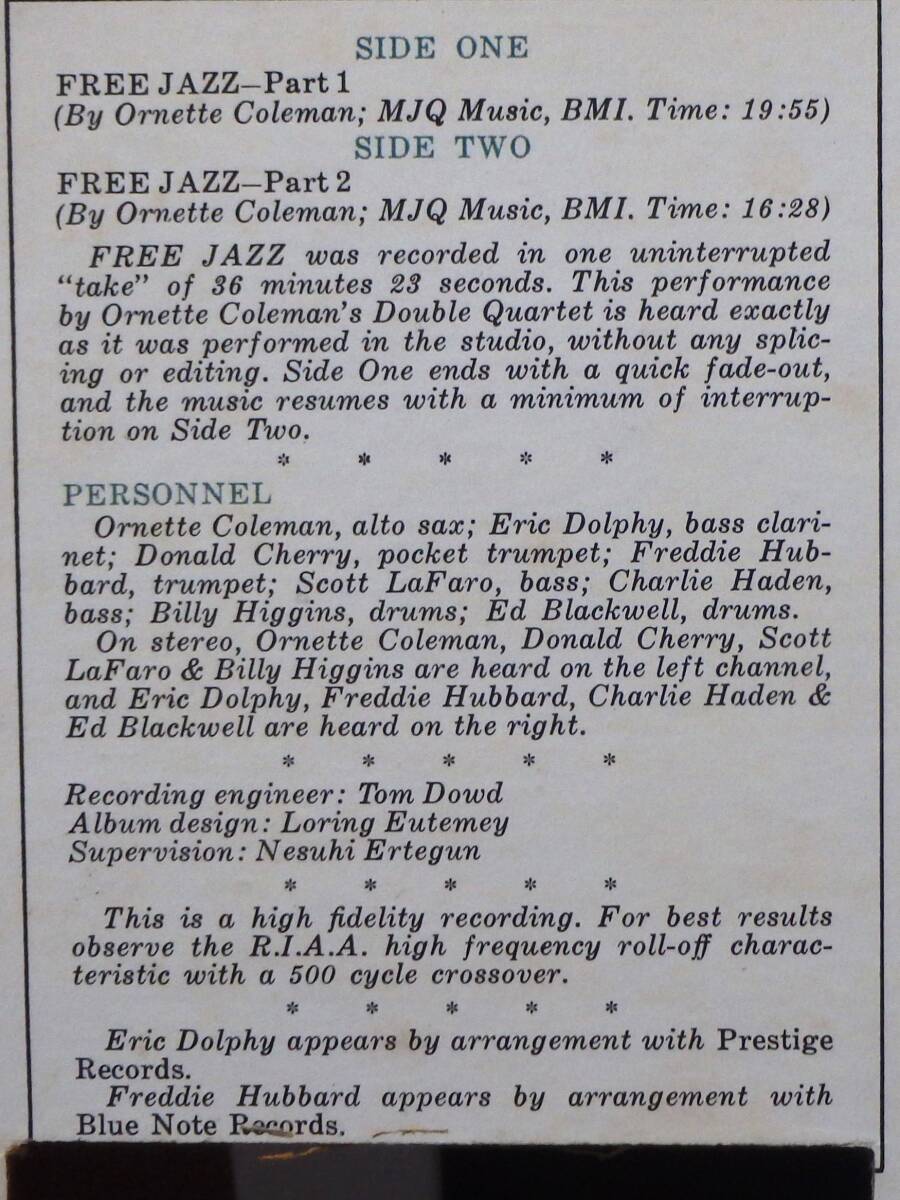 SIDE ONE
FREE JAZZ—Part 1
(By Ornette Coleman; MJQ Music, BMI. Time: 19:55)
SIDE TWO
FREE JAZZ—Part 2
(By Ornette Coleman; MJQ Music, BMI. Time: 16:28)
FREE JAZZ was recorded in one uninterrupted
“take” of 36 minutes 23 seconds. This performance
by Ornette Coleman’s Double Quartet is heard exactly
as it was performed in the studio, without any splic-
ing or editing. Side One ends with a quick fade-out,
and the music resumes with a minimum of interrup-
tion on Side Two.
* * * * *
PERSONNEL
Ornette Coleman, alto sax; Eric Dolphy, bass clari-
net; Donald Cherry, pocket trumpet; Freddie Hub-
bard, trumpet; Scott LaFaro, bass; Charlie Haden,
bass; Billy Higgins, drums; Ed Blackwell, drums.
On stereo, Ornette Coleman, Donald Cherry, Scott
LaFaro & Billy Higgins are heard on the left channel,
and Eric Dolphy, Freddie Hubbard, Charlie Haden &
Ed Blackwell are heard on the right.
* * * * *
Recording engineer: Tom Dowd
Album design: Loring Eutemey
Supervision: Nesuhi Ertegun
* * * * *
This is a high fidelity recording. For best results
observe the R.I.A.A. high frequency roll-off charac-
teristic with a 500 cycle crossover.
* * * * *
Eric Dolphy appears by arrangement with Prestige
Records.
Freddie Hubbard appears by arrangement with
Blue Note Records.